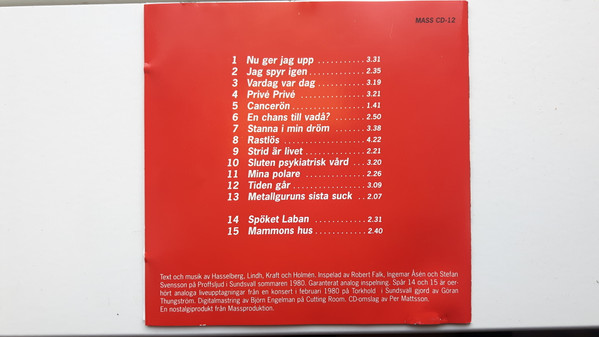 MASS CD-12
1 Nu ger jag upp ............ 3.31
2 Jag spyr igen .............. 2.35
3 Vardag var dag ............ 3.19
4 Privé Privé ............... 3.21
5 Cancerön .................. 1.41
6 En chans till vadå? ........ 2.50
7 Stanna i min dröm ......... 3.38
8 Rastlös ................... 4.22
9 Strid är livet .............. 2.21
10 Sluten psykiatrisk vård .... 3.20
11 Mina polare ............... 2.26
12 Tiden går ................. 3.09
13 Metallguruns sista suck .. 2.07
14 Spöket Laban ............ 2.31
15 Mammons hus ............ 2.40
Text och musik av Hasselberg, Lindh, Kraft och Holmén. Inspelad av Robert Falk, Ingemar Åsén och Stefan
Svensson på Proffsljud i Sundsvall sommaren 1980. Garanterat analog inspelning. Spår 14 och 15 är oer-
hört analoga liveupptagningar från en konsert i februari 1980 på Torkhold i Sundsvall gjord av Göran
Thungström. Digitalmastring av Björn Engelman på Cutting Room. CD-omslag av Per Mattsson.
En nostalgiprodukt från Massproduktion.